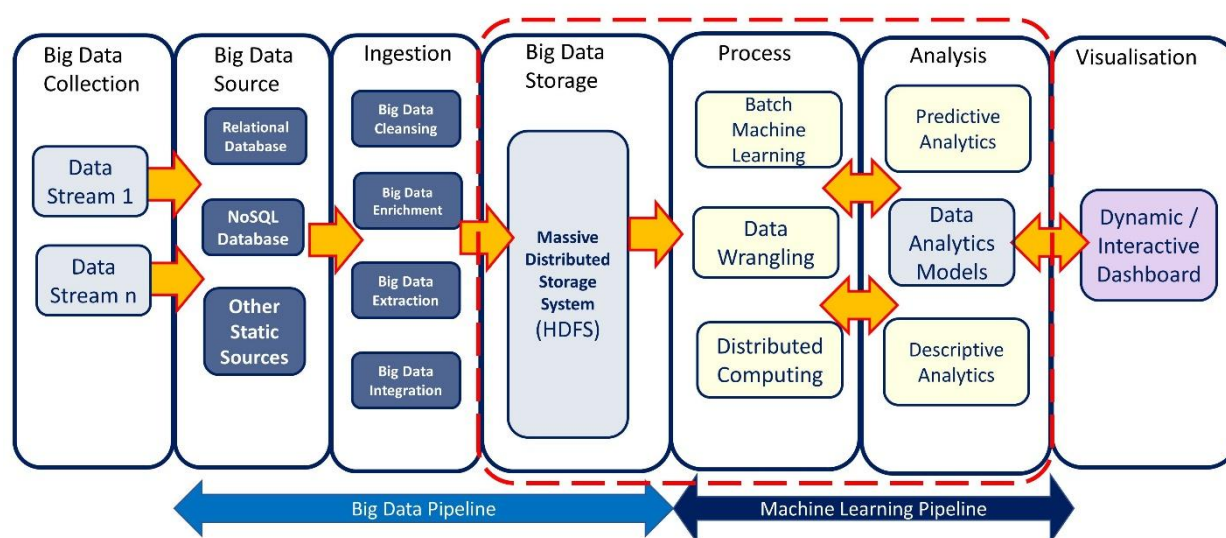 Big Data
Collection
Data
Stream 1
Data
Stream n
Big Data
Source
Relational
Database
NoSQL
Database
Other
Static
Sources
Ingestion
Big Data
Cleansing
Big Data
Enrichment
Big Data
Extraction
Big Data
Integration
Big Data
Storage
Massive
Distributed
Storage
System
(HDFS)
Process
Batch
Machine
Learning
Data
Wrangling
Distributed
Computing
Analysis
Predictive
Analytics
Data
Analytics
Models
Descriptive
Analytics
Visualisation
Dynamic /
Interactive
Dashboard
Big Data Pipeline
Machine Learning Pipeline